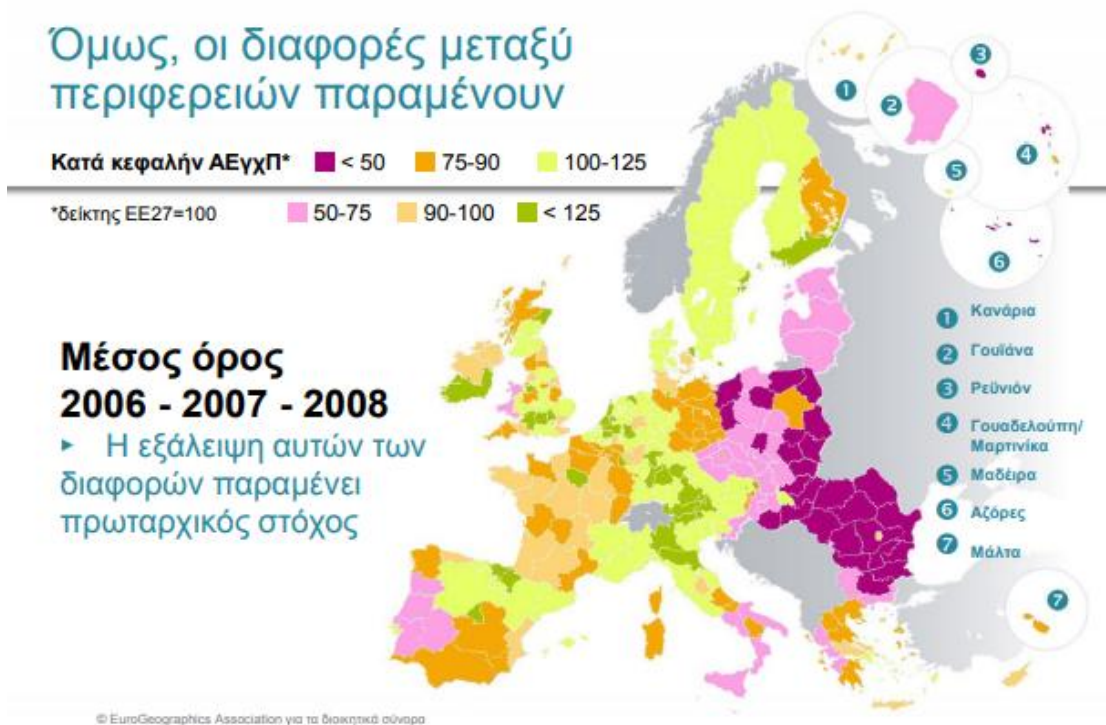 Όμως, οι διαφορές μεταξύ
περιφερειών παραμένουν
Κατά κεφαλήν ΑΕγχΠ* < 50 75-90 100-125
*δείκτης ΕΕ27=100 50-75 90-100 < 125
Μέσος όρος
2006 - 2007 - 2008
► Η εξάλειψη αυτών των
διαφορών παραμένει
πρωταρχικός στόχος
1
2
3
4
5
6
7
1 Κανάρια
2 Γουϊάνα
3 Ρεϋνιόν
4 Γουαδελούπη/
Μαρτινίκα
5 Μαδέιρα
6 Αζόρες
7 Μάλτα
© EuroGeographics Association για τα διοικητικά σύνορα